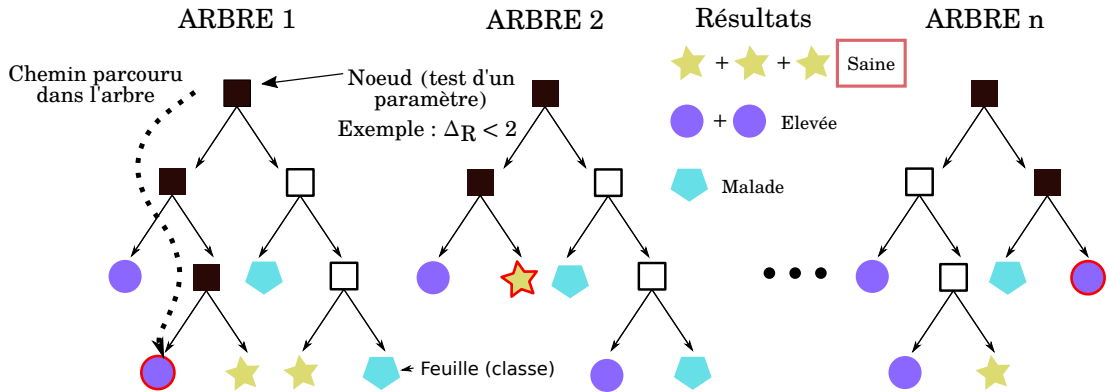 ARBRE 1
ARBRE 2
Résultats
ARBRE n
Chemin parcouru
dans l'arbre
Noeud (test d'un
paramètre)
Exemple : ΔR < 2
+ + Saine
+ Elevée
Malade
Feuille (classe)